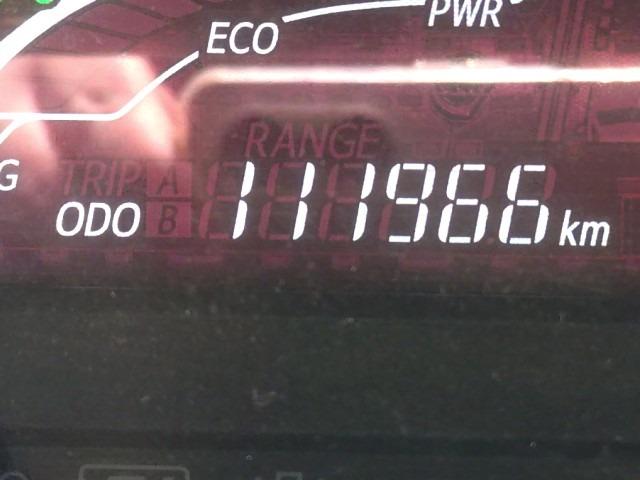 PWR
ECO
RANGE
G
TRIP A
ODO B 111966 km